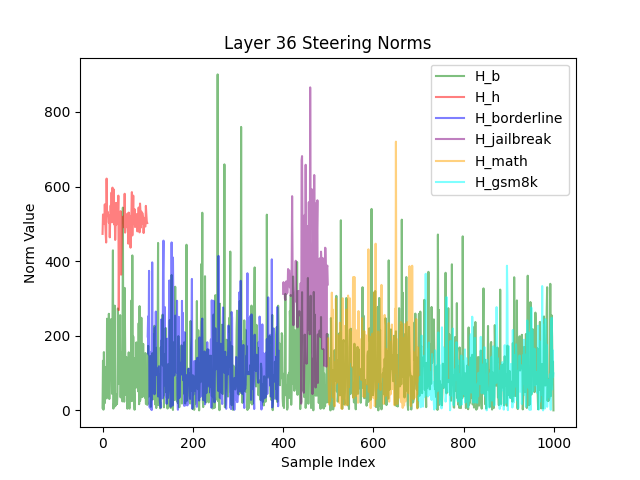 Layer 36 Steering Norms
H_b
H_h
H_borderline
H_jailbreak
H_math
H_gsm8k
Norm Value
800
600
400
200
0
0 200 400 600 800 1000
Sample Index